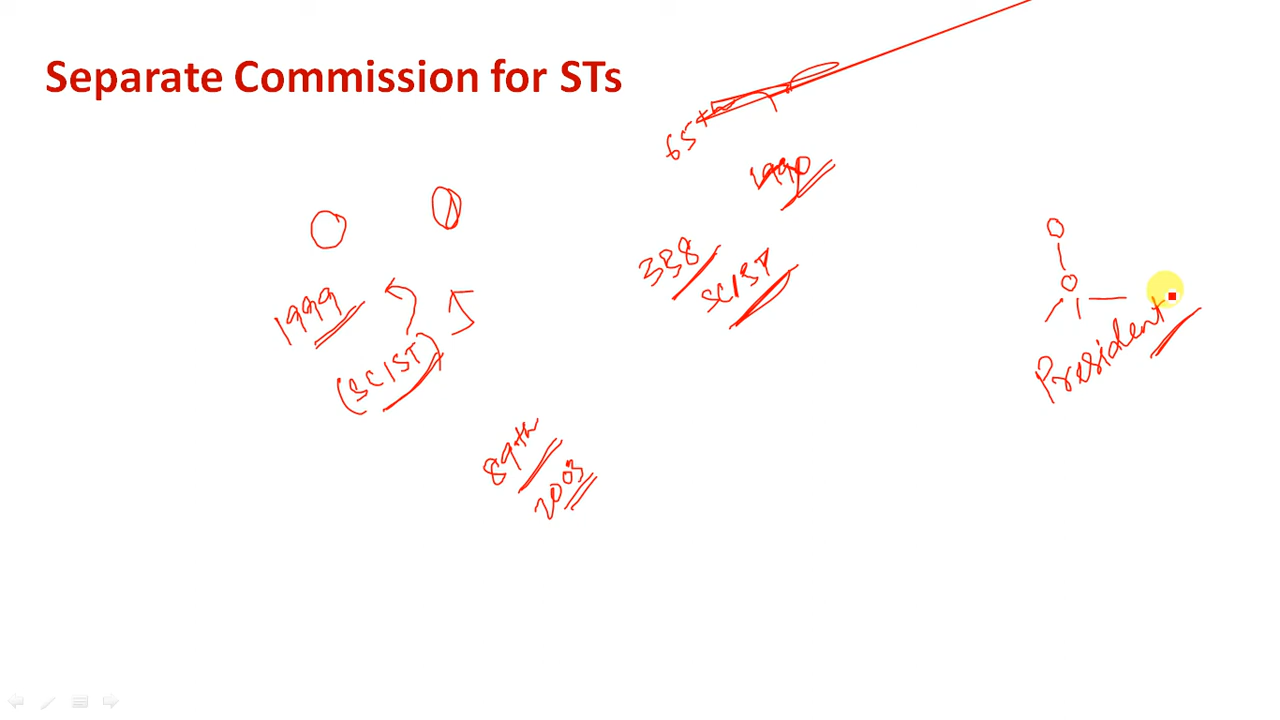 Separate Commission for STs
65th
1990
338
SC/ST
1999
(SC/ST)
President
89th
2003